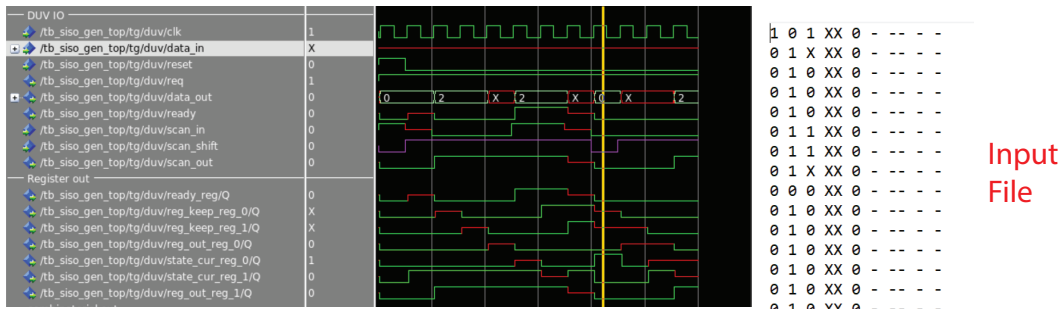 DUV IO
/tb_siso_gen_top/tg/duv/clk 1
/tb_siso_gen_top/tg/duv/data_in X
/tb_siso_gen_top/tg/duv/reset 0
/tb_siso_gen_top/tg/duv/req 1
/tb_siso_gen_top/tg/duv/data_out 0 0 2 X 2 X 0 X 2
/tb_siso_gen_top/tg/duv/ready 0
/tb_siso_gen_top/tg/duv/scan_in 0
/tb_siso_gen_top/tg/duv/scan_shift 0
/tb_siso_gen_top/tg/duv/scan_out 0
Register out
/tb_siso_gen_top/tg/duv/ready_reg/Q 0
/tb_siso_gen_top/tg/duv/reg_keep_reg_0/Q X
/tb_siso_gen_top/tg/duv/reg_keep_reg_1/Q X
/tb_siso_gen_top/tg/duv/reg_out_reg_0/Q 0
/tb_siso_gen_top/tg/duv/state_cur_reg_0/Q 1
/tb_siso_gen_top/tg/duv/state_cur_reg_1/Q 0
/tb_siso_gen_top/tg/duv/reg_out_reg_1/Q 0
1 0 1 XX 0 - -- - -
0 1 X XX 0 - -- - -
0 1 0 XX 0 - -- - -
0 1 0 XX 0 - -- - -
0 1 0 XX 0 - -- - -
0 1 1 XX 0 - -- - -
0 1 1 XX 0 - -- - -
0 1 X XX 0 - -- - -
0 0 0 XX 0 - -- - -
0 1 0 XX 0 - -- - -
0 1 0 XX 0 - -- - -
0 1 0 XX 0 - -- - -
0 1 0 XX 0 - -- - -
0 1 0 XX 0 - -- - -
0 1 0 XX 0 - -- - -
Input
File